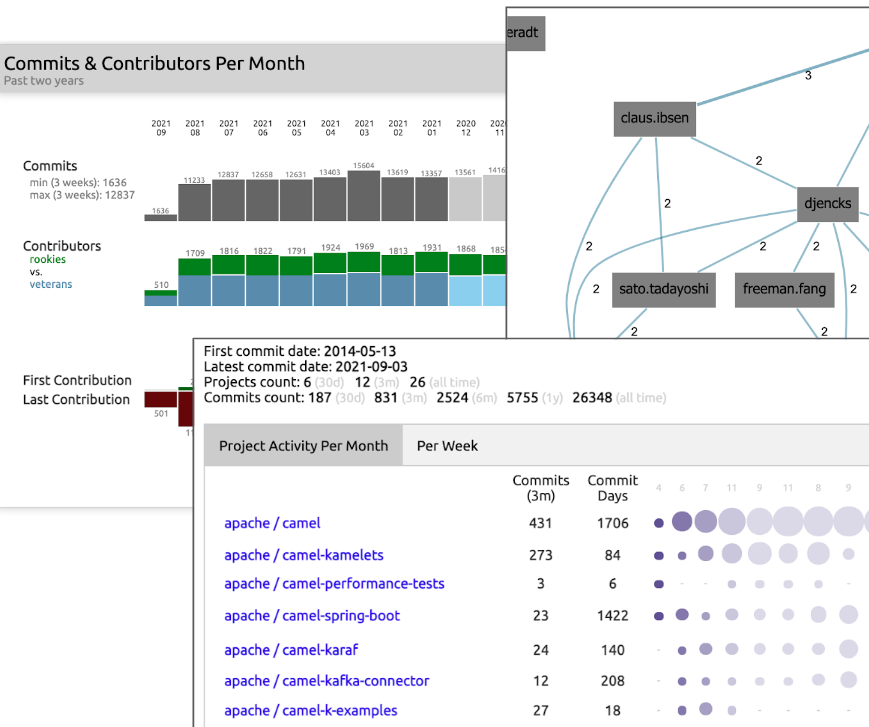 Commits & Contributors Per Month
Past two years
2021 2021 2021 2021 2021 2021 2021 2021 2021 2020 2020
09 08 07 06 05 04 03 02 01 12 11
Commits
min (3 weeks): 1636
max (3 weeks): 12837
1636 11233 12837 12658 12631 13403 15604 13619 13357 13561 1416
Contributors
rookies
vs.
veterans
510 1709 1816 1822 1791 1924 1969 1813 1931 1868 185
First Contribution
Last Contribution
501
11
eradt
3
claus.ibsen
2
djencks
2
2
2
2
sato.tadayoshi
freeman.fang
2
2
2
2
First commit date: 2014-05-13
Latest commit date: 2021-09-03
Projects count: 6 (30d) 12 (3m) 26 (all time)
Commits count: 187 (30d) 831 (3m) 2524 (6m) 5755 (1y) 26348 (all time)
Project Activity Per Month Per Week
Commits Commit
(3m) Days
4 6 7 11 9 11 8 9
apache / camel 431 1706
apache / camel-kamelets 273 84
apache / camel-performance-tests 3 6
apache / camel-spring-boot 23 1422
apache / camel-karaf 24 140
apache / camel-kafka-connector 12 208
apache / camel-k-examples 27 18